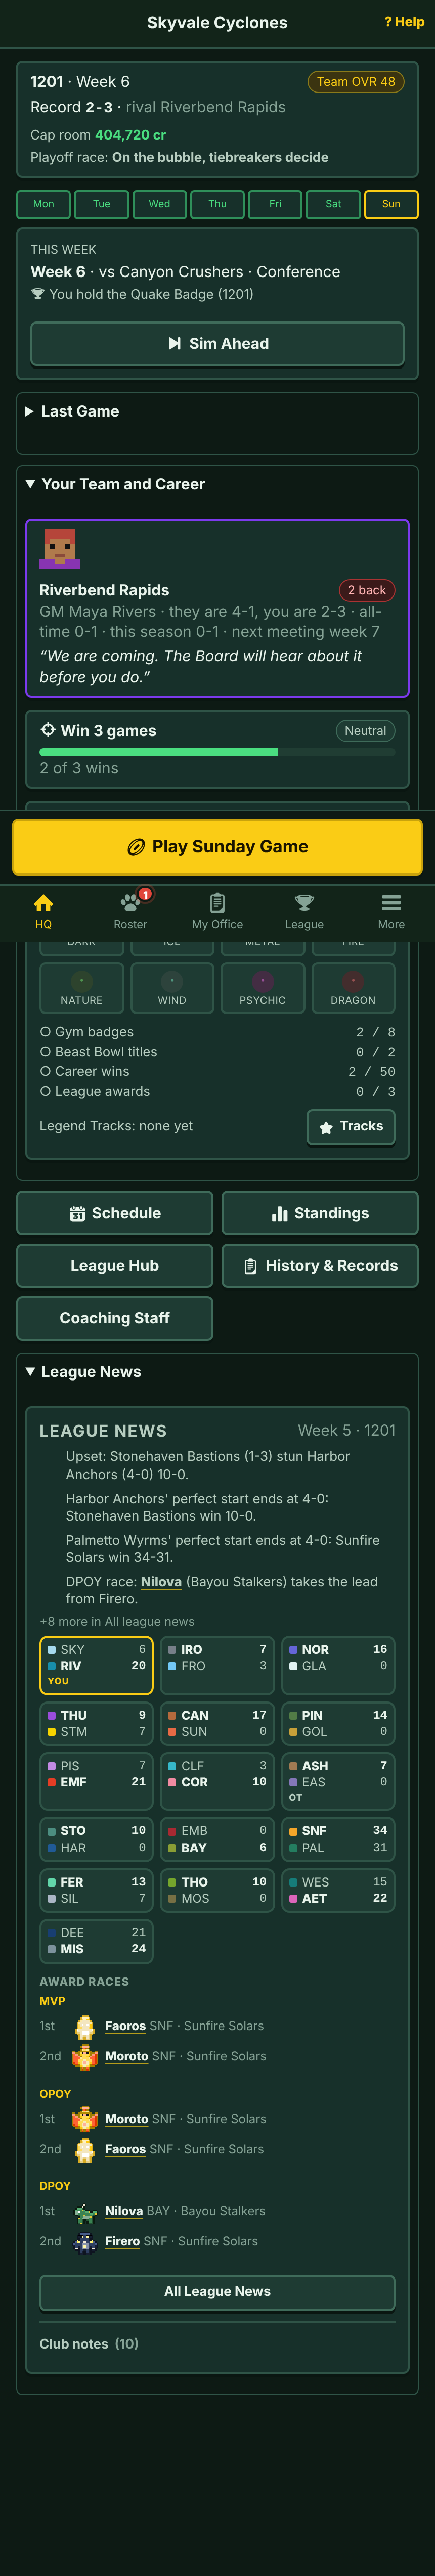 Skyvale Cyclones
? Help
1201 · Week 6
Team OVR 48
Record 2-3 · rival Riverbend Rapids
Cap room 404,720 cr
Playoff race: On the bubble, tiebreakers decide
Mon
Tue
Wed
Thu
Fri
Sat
Sun
THIS WEEK
Week 6 · vs Canyon Crushers · Conference
You hold the Quake Badge (1201)
Sim Ahead
Last Game
Your Team and Career
Riverbend Rapids
2 back
GM Maya Rivers · they are 4-1, you are 2-3 · all-
time 0-1 · this season 0-1 · next meeting week 7
“We are coming. The Board will hear about it
before you do.”
Win 3 games
Neutral
2 of 3 wins
Play Sunday Game
HQ
Roster
1
My Office
League
More
DARK
ICE
METAL
FIRE
NATURE
WIND
PSYCHIC
DRAGON
Gym badges 2 / 8
Beast Bowl titles 0 / 2
Career wins 2 / 50
League awards 0 / 3
Legend Tracks: none yet
Tracks
31 Schedule
Standings
League Hub
History & Records
Coaching Staff
League News
LEAGUE NEWS
Week 5 · 1201
Upset: Stonehaven Bastions (1-3) stun Harbor
Anchors (4-0) 10-0.
Harbor Anchors' perfect start ends at 4-0:
Stonehaven Bastions win 10-0.
Palmetto Wyrms' perfect start ends at 4-0: Sunfire
Solars win 34-31.
DPOY race: Nilova (Bayou Stalkers) takes the lead
from Firero.
+8 more in All league news
SKY 6
RIV 20
YOU
IRO 7
FRO 3
NOR 16
GLA 0
THU 9
STM 7
CAN 17
SUN 0
PIN 14
GOL 0
PIS 7
EMF 21
CLF 3
COR 10
ASH 7
EAS 0
OT
STO 10
HAR 0
EMB 0
BAY 6
SNF 34
PAL 31
FER 13
SIL 7
THO 10
MOS 0
WES 15
AET 22
DEE 21
MIS 24
AWARD RACES
MVP
1st Faoros SNF · Sunfire Solars
2nd Moroto SNF · Sunfire Solars
OPOY
1st Moroto SNF · Sunfire Solars
2nd Faoros SNF · Sunfire Solars
DPOY
1st Nilova BAY · Bayou Stalkers
2nd Firero SNF · Sunfire Solars
All League News
Club notes (10)